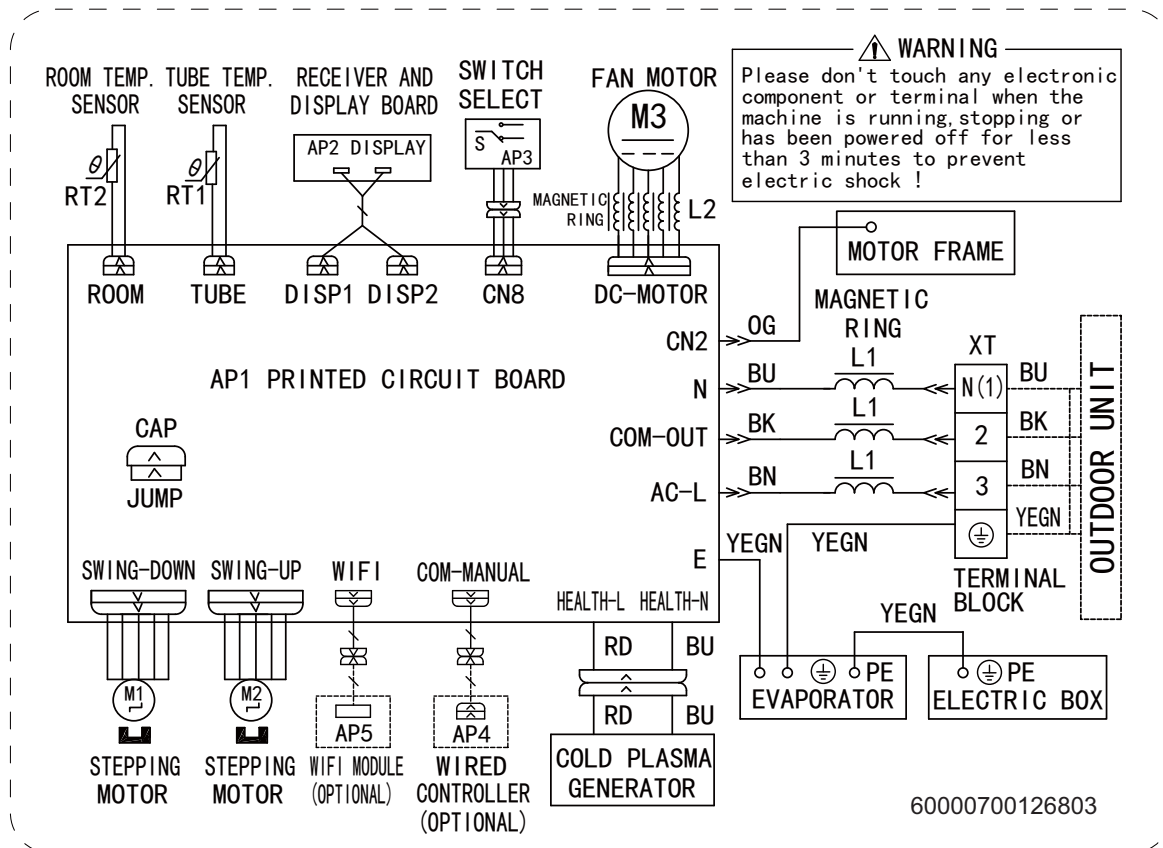 WARNING
Please don't touch any electronic
component or terminal when the
machine is running,stopping or
has been powered off for less
than 3 minutes to prevent
electric shock !
ROOM TEMP.
SENSOR
TUBE TEMP.
SENSOR
RECEIVER AND
DISPLAY BOARD
SWITCH
SELECT
FAN MOTOR
θ
RT2
θ
RT1
AP2 DISPLAY
S
AP3
M3
MAGNETIC
RING
L2
MOTOR FRAME
ROOM
TUBE
DISP1
DISP2
CN8
DC-MOTOR
MAGNETIC
RING
CN2
OG
AP1 PRINTED CIRCUIT BOARD
N
BU
L1
XT
N(1)
BU
COM-OUT
BK
L1
2
BK
AC-L
BN
L1
3
BN
YEGN
OUTDOOR UNIT
CAP
JUMP
E
YEGN
YEGN
TERMINAL
BLOCK
SWING-DOWN
SWING-UP
WIFI
COM-MANUAL
HEALTH-L
HEALTH-N
YEGN
RD
BU
RD
BU
PE
EVAPORATOR
PE
ELECTRIC BOX
M1
M2
AP5
AP4
STEPPING
MOTOR
STEPPING
MOTOR
WIFI MODULE
(OPTIONAL)
WIRED
CONTROLLER
(OPTIONAL)
COLD PLASMA
GENERATOR
60000700126803